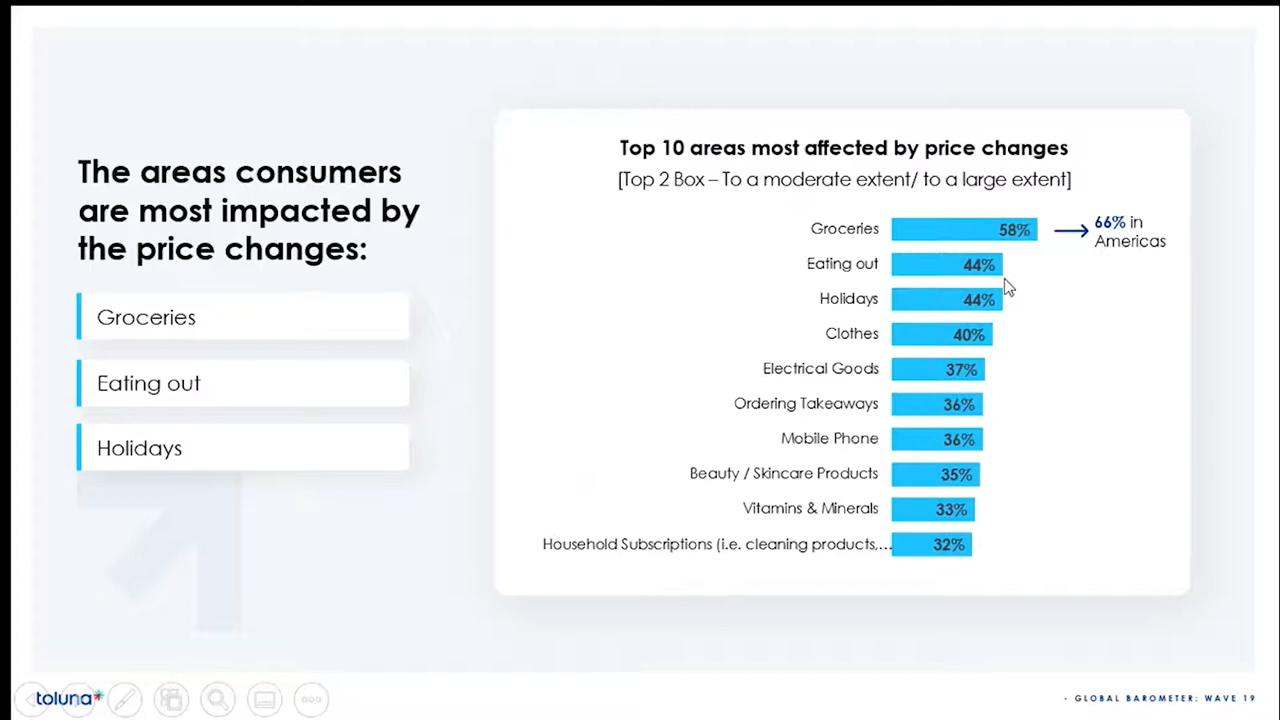 The areas consumers
are most impacted by
the price changes:
Groceries
Eating out
Holidays
Top 10 areas most affected by price changes
[Top 2 Box – To a moderate extent/ to a large extent]
Groceries 58% 66% in
Americas
Eating out 44%
Holidays 44%
Clothes 40%
Electrical Goods 37%
Ordering Takeaways 36%
Mobile Phone 36%
Beauty / Skincare Products 35%
Vitamins & Minerals 33%
Household Subscriptions (i.e. cleaning products,… 32%
toluna*
- GLOBAL BAROMETER: WAVE 19